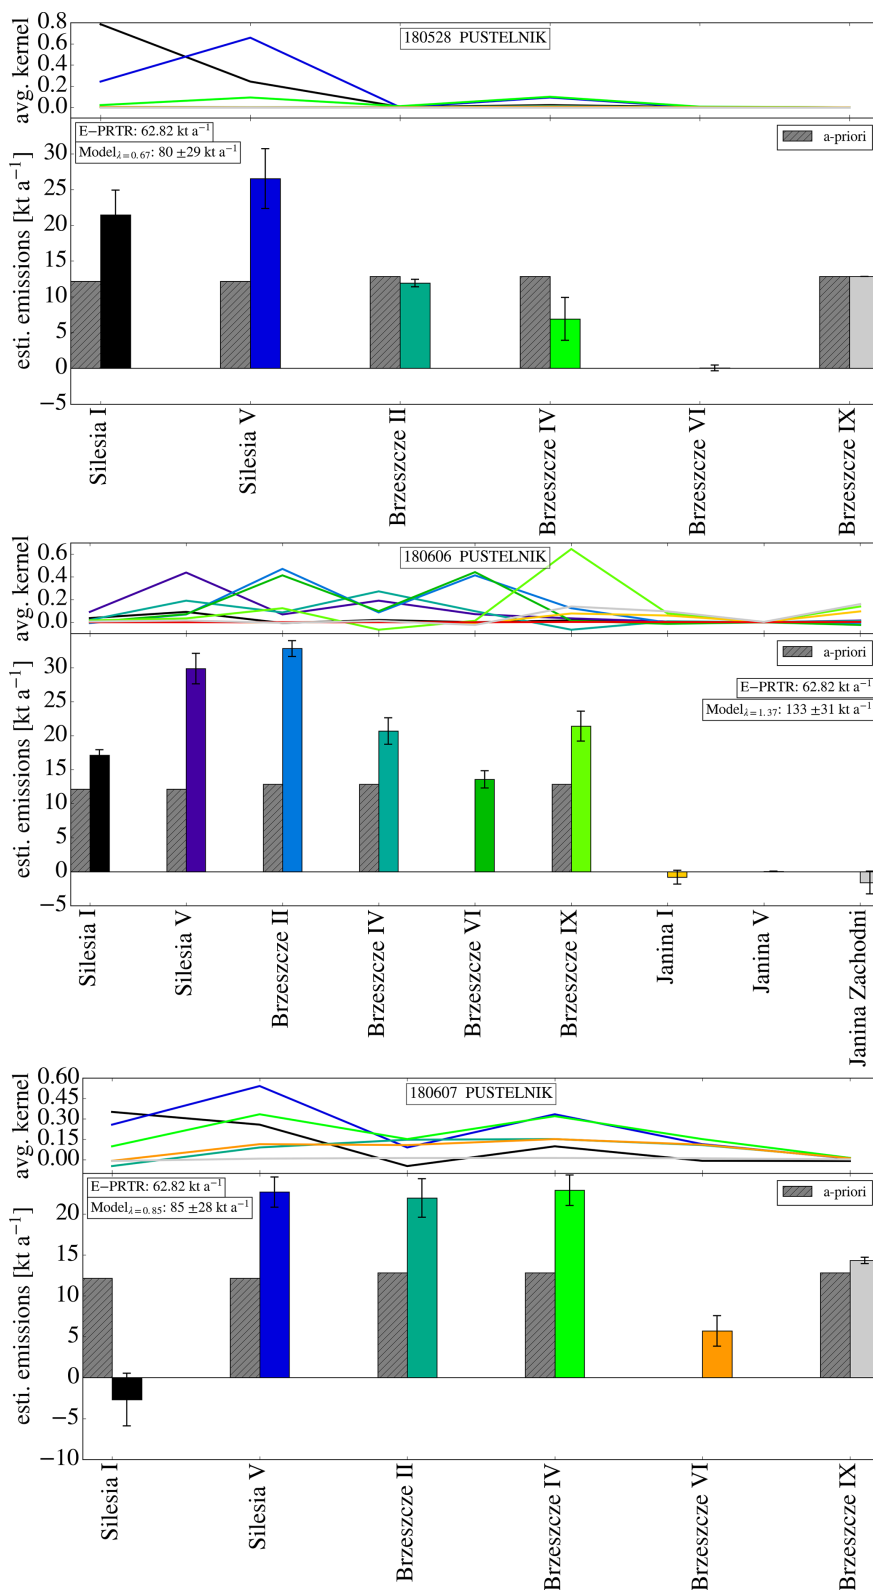 180528 PUSTELNIK
avg. kernel
0.8
0.6
0.4
0.2
0.0
E−PRTR: 62.82 kt a⁻¹
Model_λ=0.67: 80 ±29 kt a⁻¹
a-priori
esti. emissions [kt a⁻¹]
30
25
20
15
10
5
0
−5
Silesia I
Silesia V
Brzeszcze II
Brzeszcze IV
Brzeszcze VI
Brzeszcze IX
180606 PUSTELNIK
avg. kernel
0.6
0.4
0.2
0.0
a-priori
E−PRTR: 62.82 kt a⁻¹
Model_λ=1.37: 133 ±31 kt a⁻¹
esti. emissions [kt a⁻¹]
30
25
20
15
10
5
0
−5
Silesia I
Silesia V
Brzeszcze II
Brzeszcze IV
Brzeszcze VI
Brzeszcze IX
Janina I
Janina V
Janina Zachodni
180607 PUSTELNIK
avg. kernel
0.60
0.45
0.30
0.15
0.00
E−PRTR: 62.82 kt a⁻¹
Model_λ=0.85: 85 ±28 kt a⁻¹
a-priori
esti. emissions [kt a⁻¹]
20
15
10
5
0
−5
−10
Silesia I
Silesia V
Brzeszcze II
Brzeszcze IV
Brzeszcze VI
Brzeszcze IX